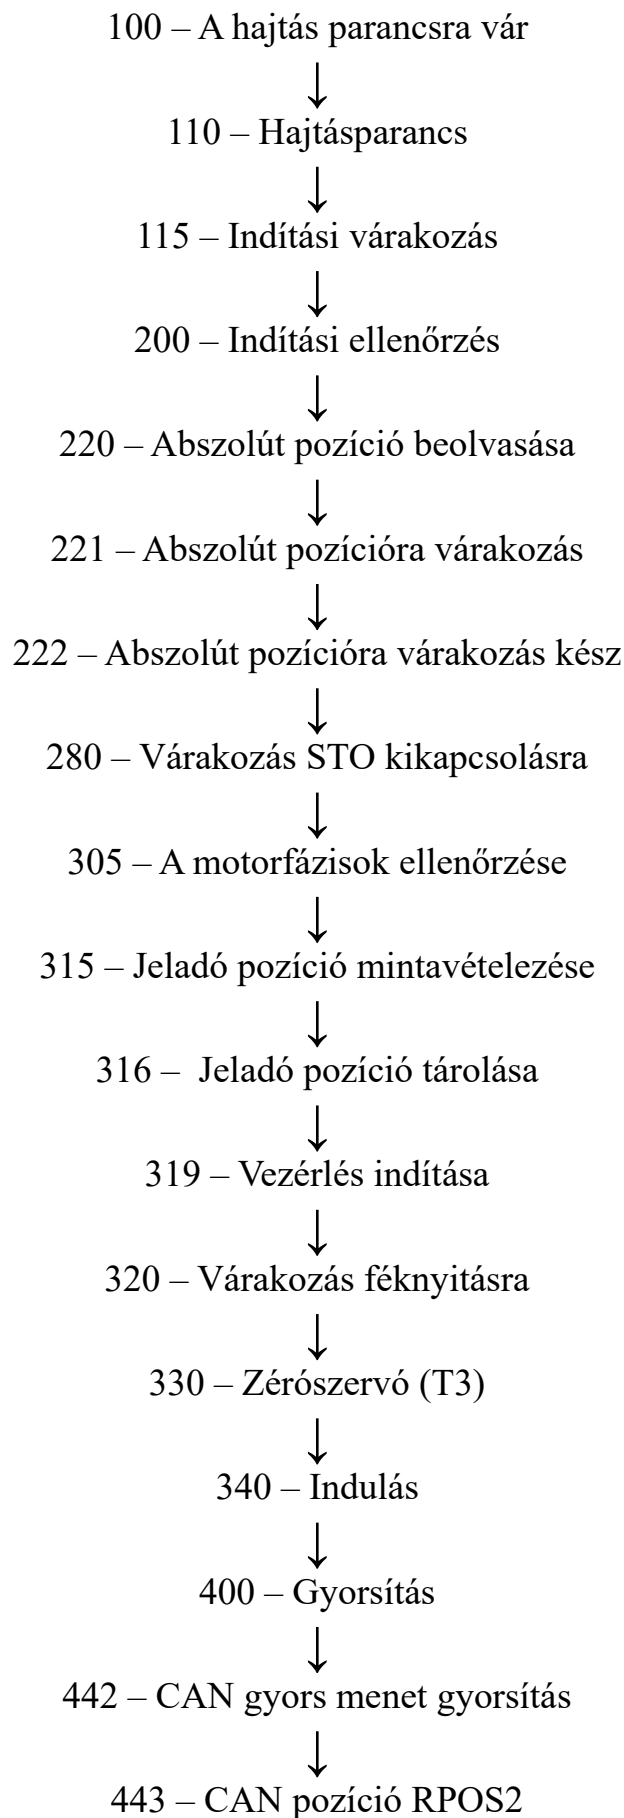 100 – A hajtás parancsra vár
↓
110 – Hajtásparancs
↓
115 – Indítási várakozás
↓
200 – Indítási ellenőrzés
↓
220 – Abszolút pozíció beolvasása
↓
221 – Abszolút pozícióra várakozás
↓
222 – Abszolút pozícióra várakozás kész
↓
280 – Várakozás STO kikapcsolásra
↓
305 – A motorfázisok ellenőrzése
↓
315 – Jeladó pozíció mintavételezése
↓
316 – Jeladó pozíció tárolása
↓
319 – Vezérlés indítása
↓
320 – Várakozás féknyitásra
↓
330 – Zérószervó (T3)
↓
340 – Indulás
↓
400 – Gyorsítás
↓
442 – CAN gyors menet gyorsítás
↓
443 – CAN pozíció RPOS2